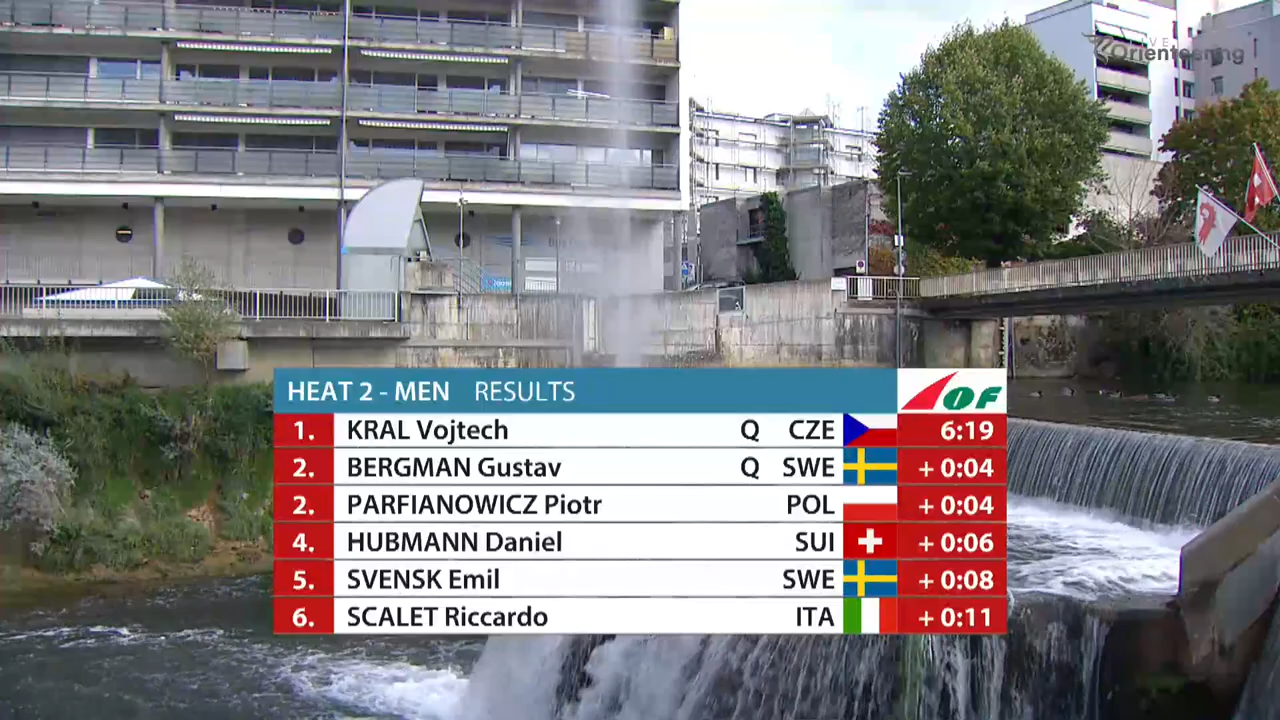 LIVE
Orienteering
HEAT 2 - MEN RESULTS
IOF
1. KRAL Vojtech Q CZE 6:19
2. BERGMAN Gustav Q SWE + 0:04
2. PARFIANOWICZ Piotr POL + 0:04
4. HUBMANN Daniel SUI + 0:06
5. SVENSK Emil SWE + 0:08
6. SCALET Riccardo ITA + 0:11